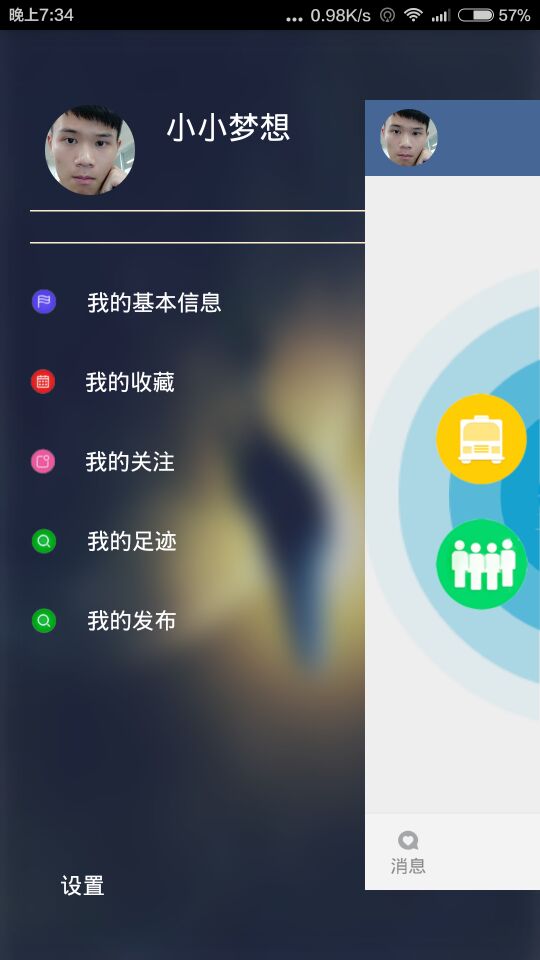 晚上7:34
0.98K/s
57%
小小梦想
我的基本信息
我的收藏
我的关注
我的足迹
我的发布
设置
消息